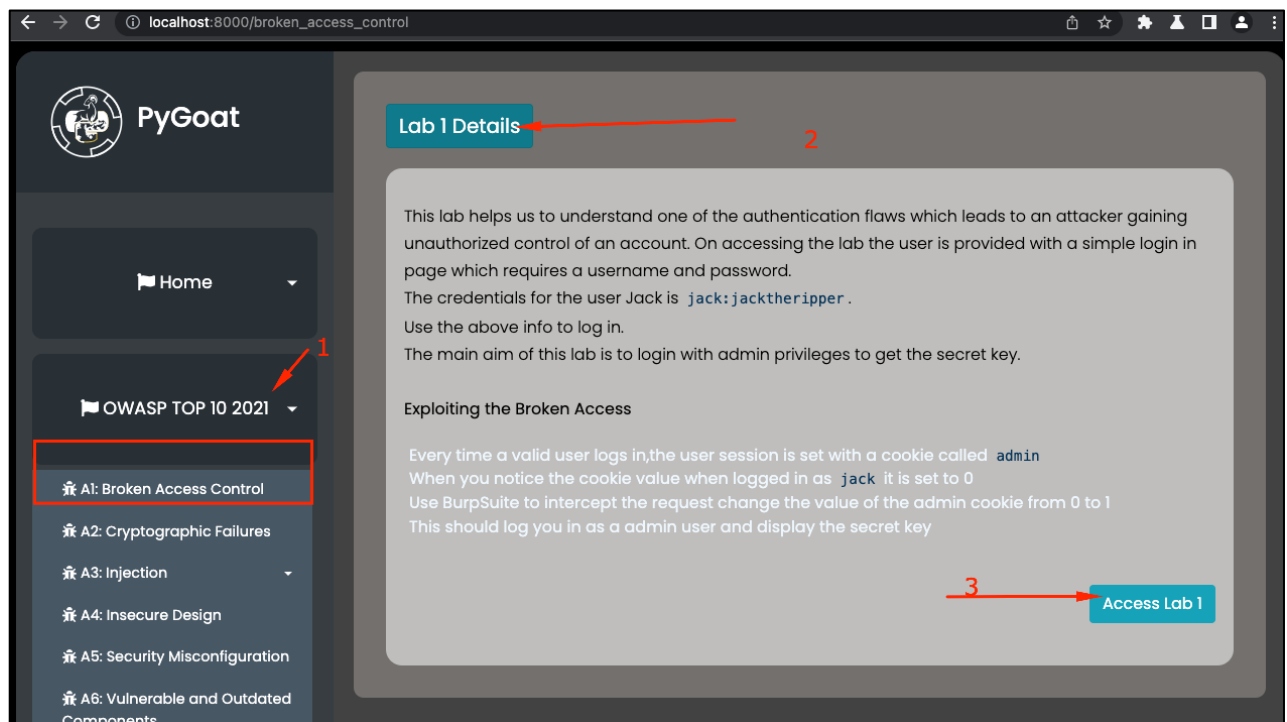 localhost:8000/broken_access_control
PyGoat
Home
OWASP TOP 10 2021
1
A1: Broken Access Control
A2: Cryptographic Failures
A3: Injection
A4: Insecure Design
A5: Security Misconfiguration
A6: Vulnerable and Outdated
Components
Lab 1 Details
2
This lab helps us to understand one of the authentication flaws which leads to an attacker gaining
unauthorized control of an account. On accessing the lab the user is provided with a simple login in
page which requires a username and password.
The credentials for the user Jack is jack:jacktheripper.
Use the above info to log in.
The main aim of this lab is to login with admin privileges to get the secret key.
Exploiting the Broken Access
Every time a valid user logs in,the user session is set with a cookie called admin
When you notice the cookie value when logged in as jack it is set to 0
Use BurpSuite to intercept the request change the value of the admin cookie from 0 to 1
This should log you in as a admin user and display the secret key
3
Access Lab 1